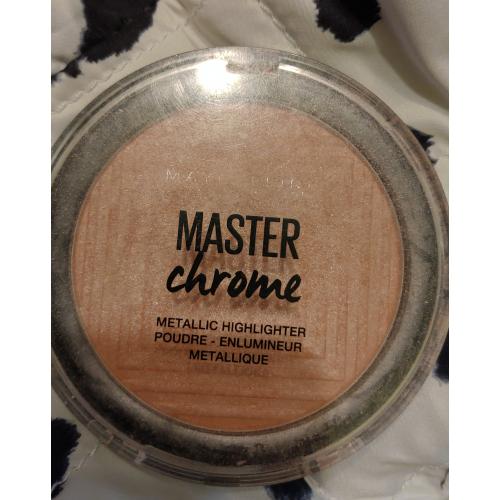 MASTER
chrome
METALLIC HIGHLIGHTER
POUDRE - ENLUMINEUR
METALLIQUE